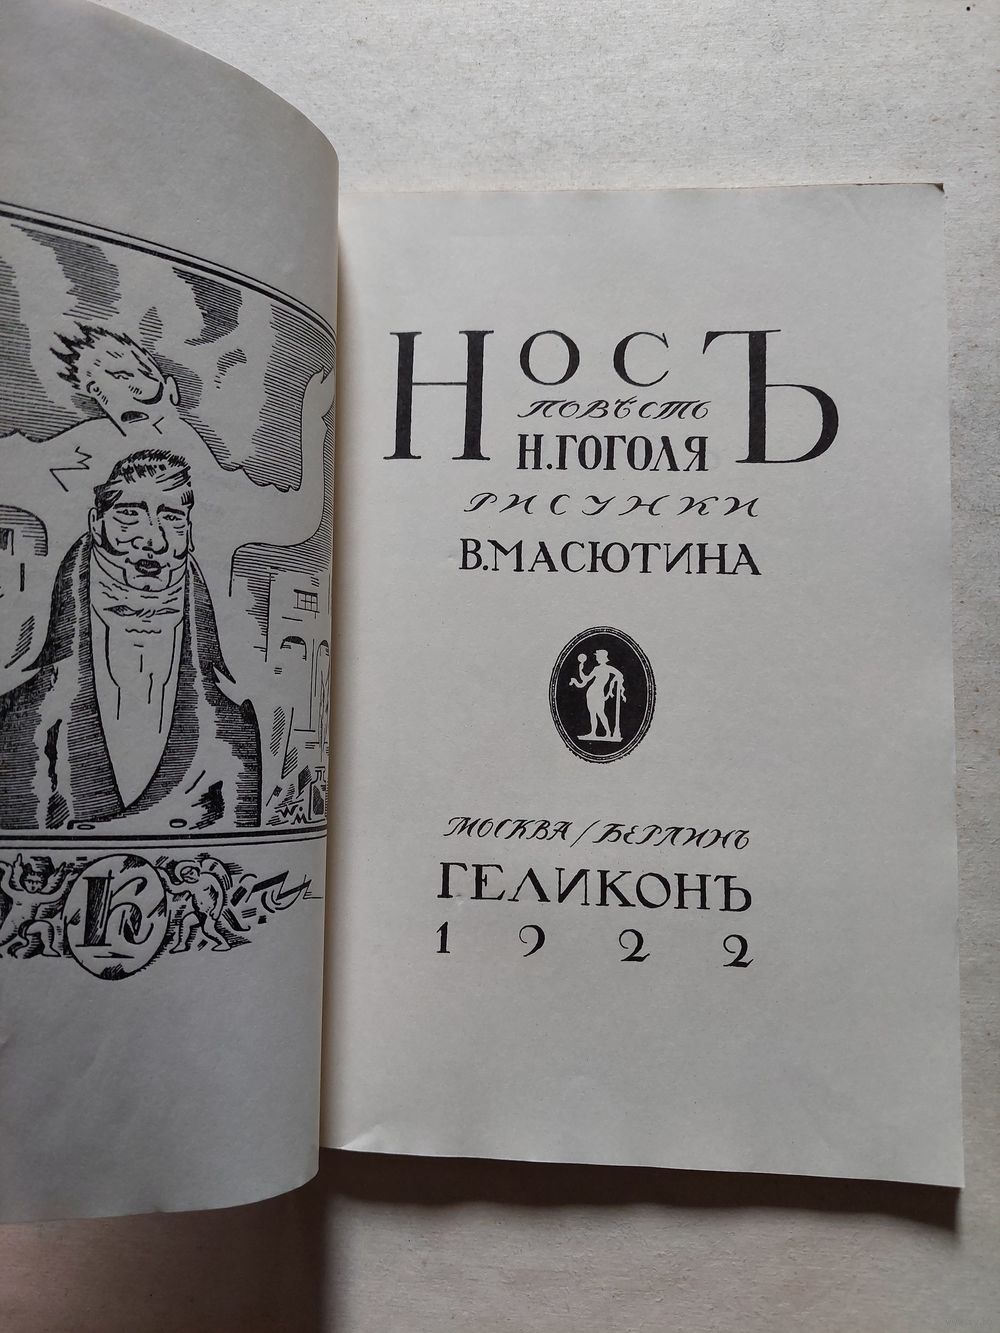 НосЪ
повѣсть
Н.ГОГОЛЯ
рисунки
В.МАСЮТИНА
Москва/Берлинъ
ГЕЛИКОНЪ
1922
К